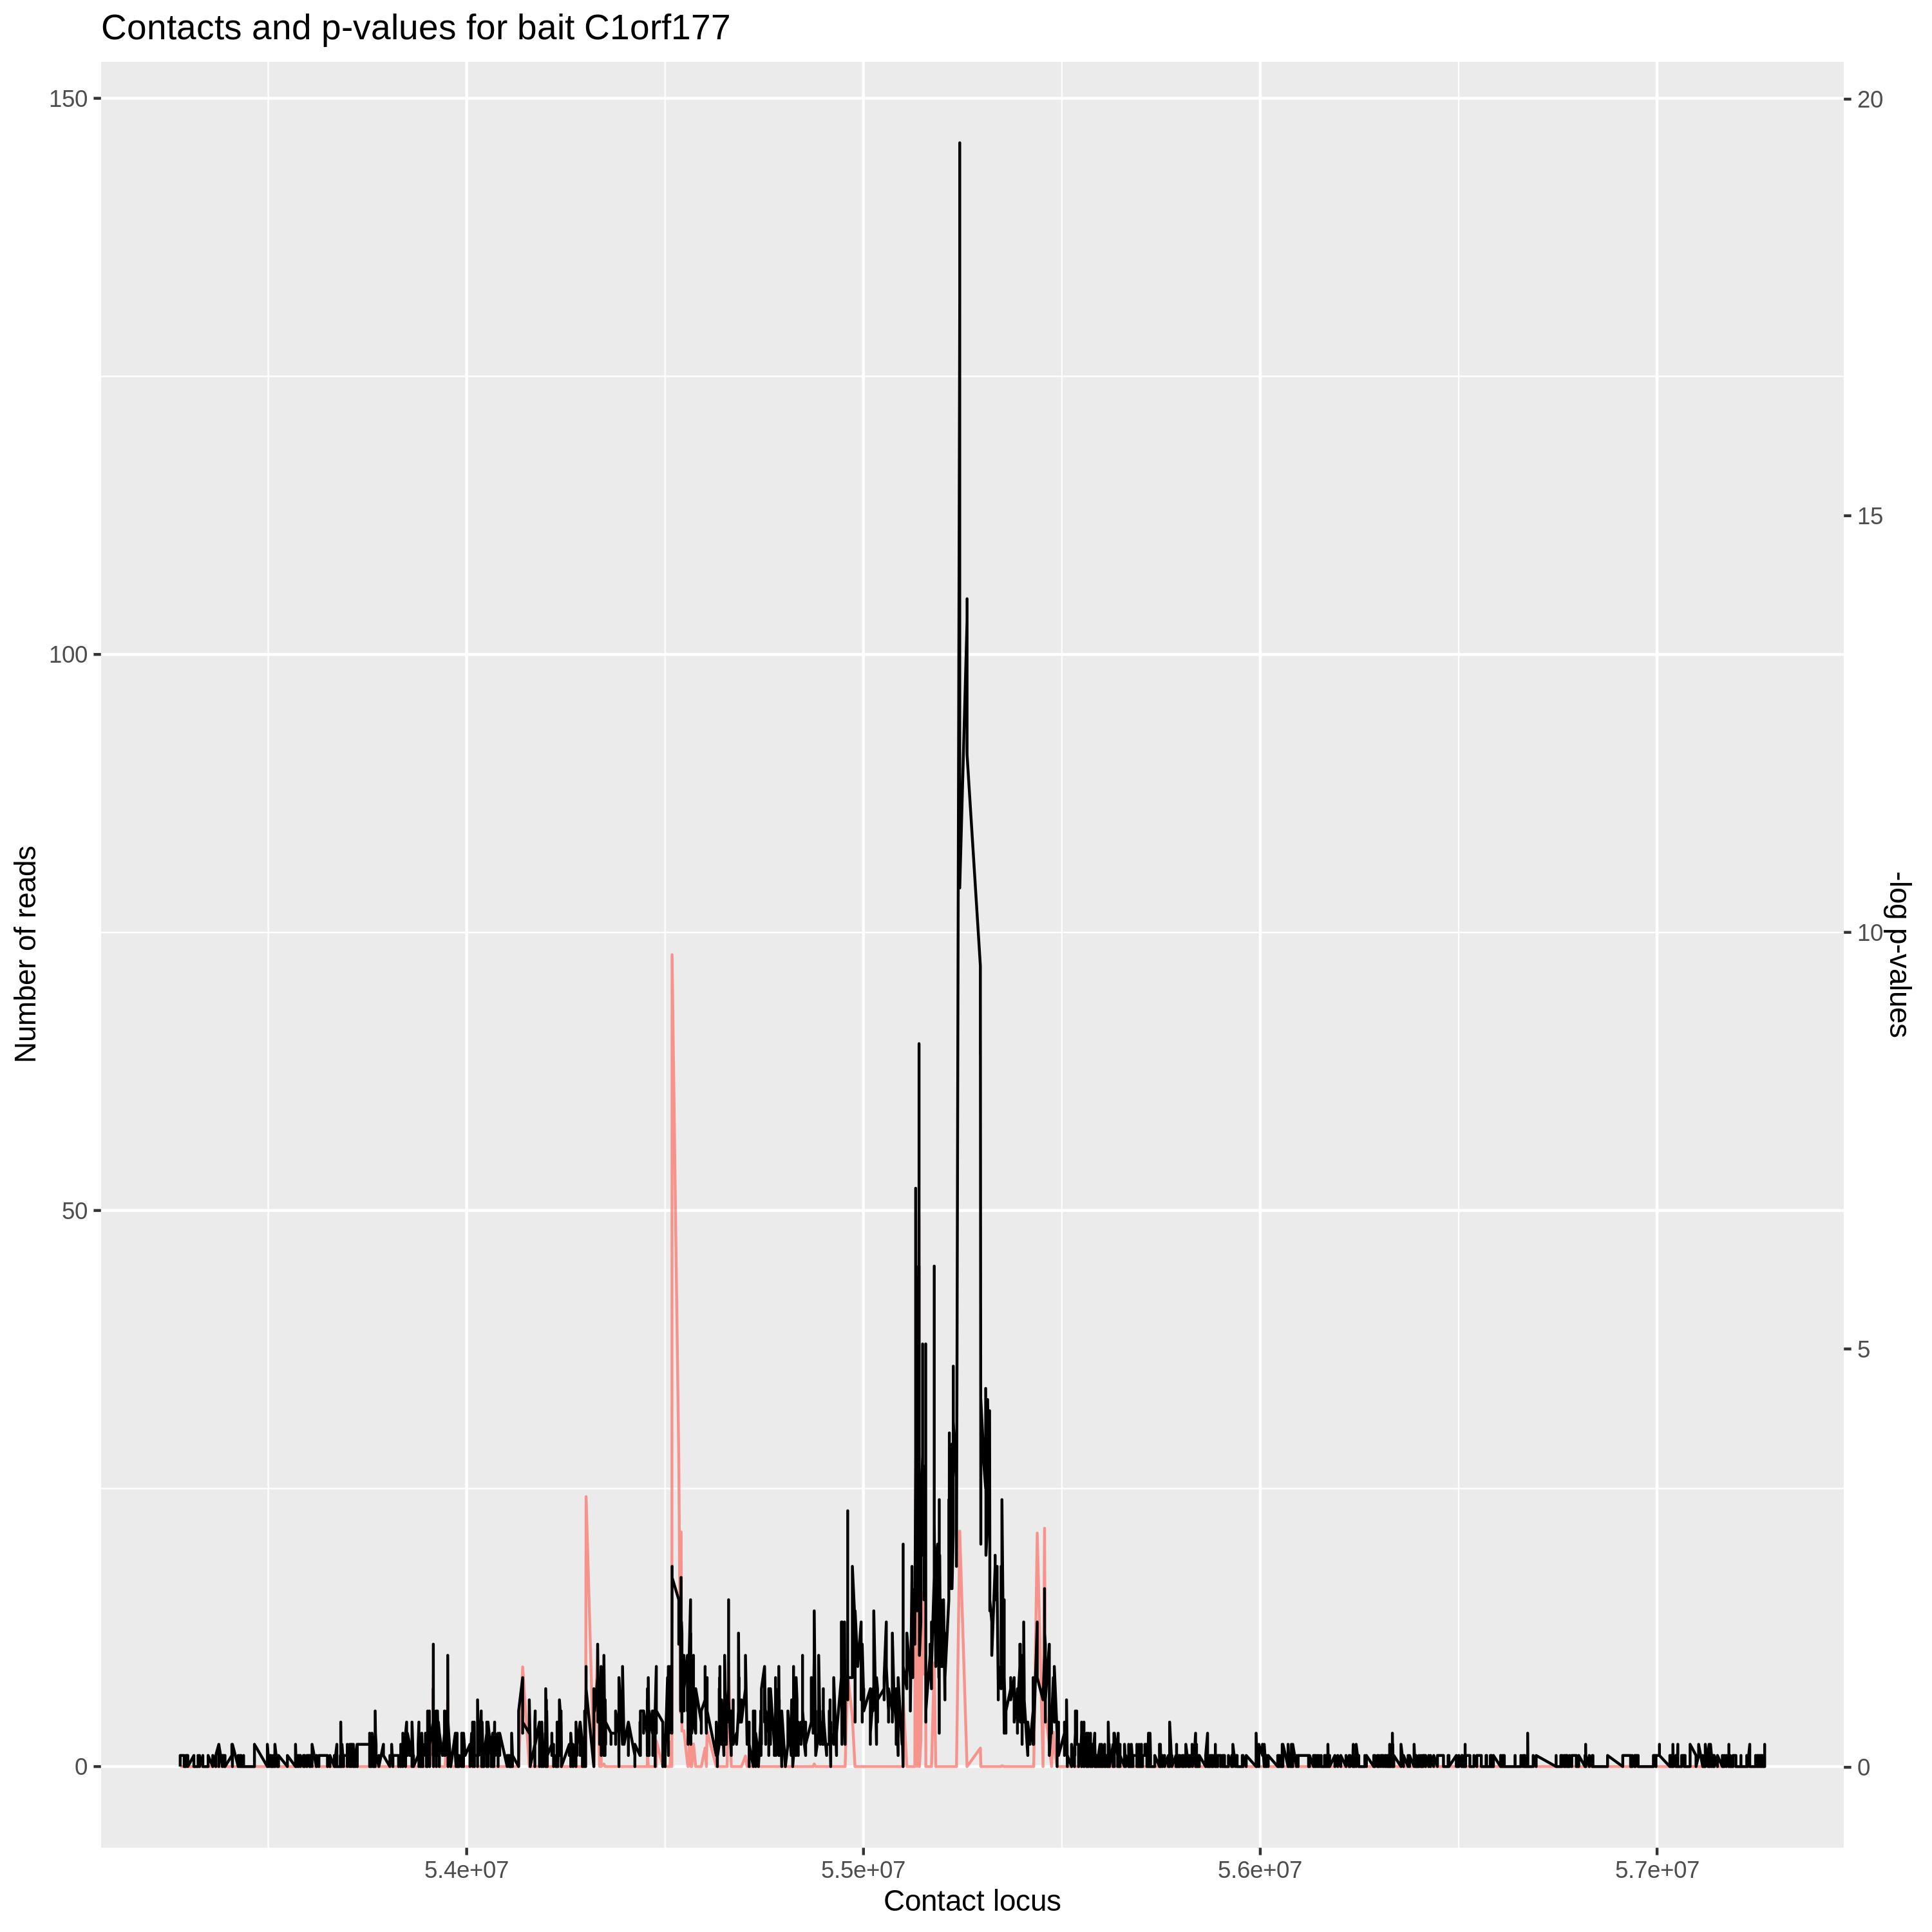 Contacts and p-values for bait C1orf177
150
100
50
0
Number of reads
20
15
10
5
0
-log p-values
5.4e+07 5.5e+07 5.6e+07 5.7e+07
Contact locus